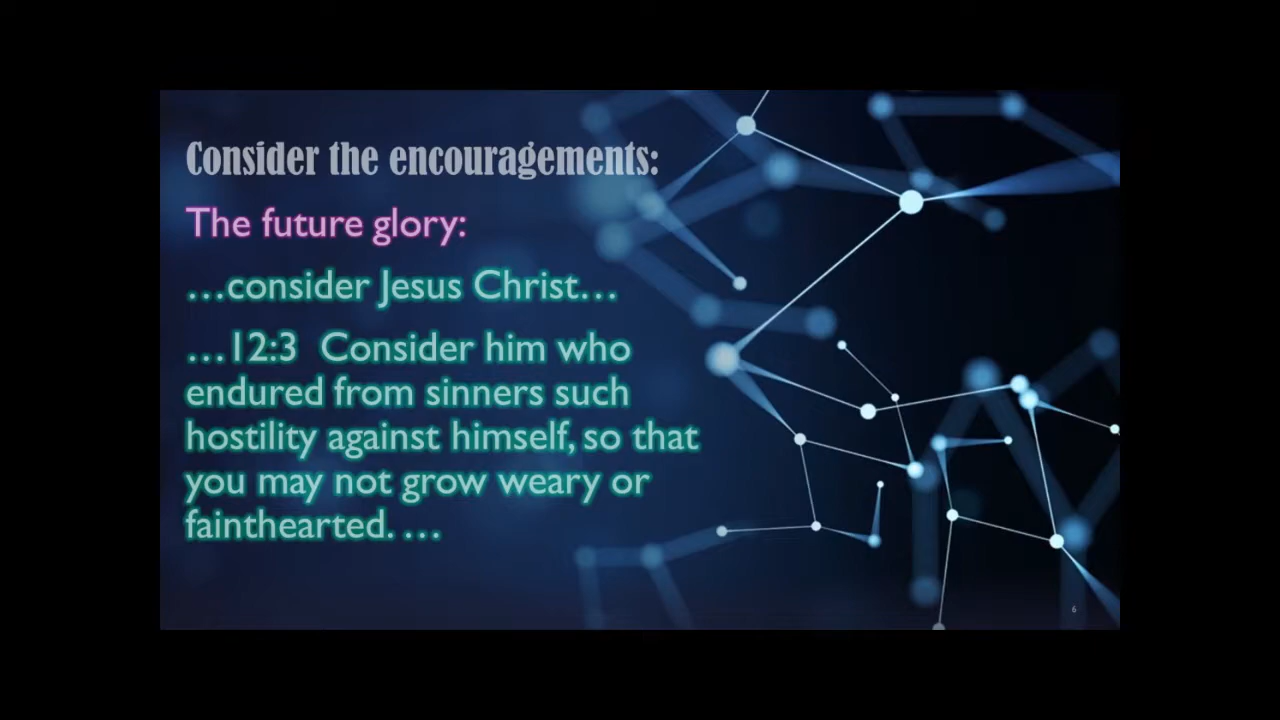 Consider the encouragements:
The future glory:
…consider Jesus Christ…
…12:3  Consider him who
endured from sinners such
hostility against himself, so that
you may not grow weary or
fainthearted. …
6